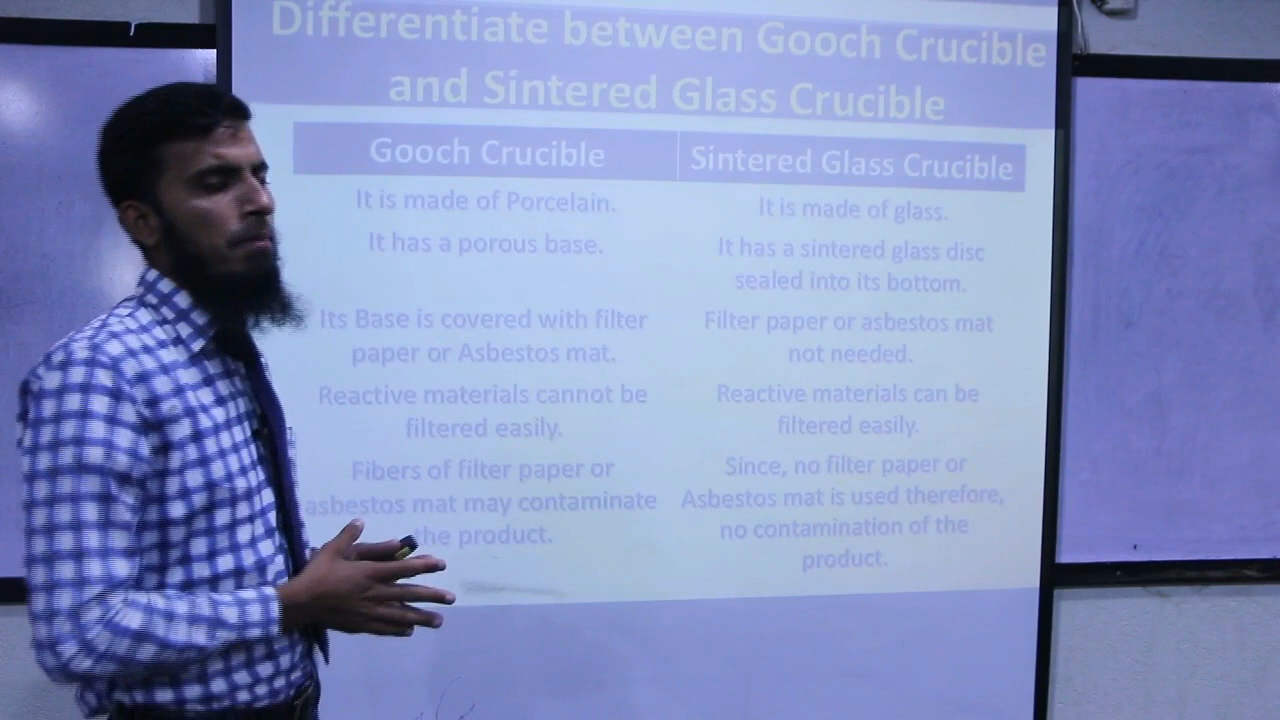 Differentiate between Gooch Crucible
and Sintered Glass Crucible
Gooch Crucible
Sintered Glass Crucible
It is made of Porcelain.
It is made of glass.
It has a porous base.
It has a sintered glass disc
sealed into its bottom.
Its Base is covered with filter
paper or Asbestos mat.
Filter paper or asbestos mat
not needed.
Reactive materials cannot be
filtered easily.
Reactive materials can be
filtered easily.
Fibers of filter paper or
asbestos mat may contaminate
the product.
Since, no filter paper or
Asbestos mat is used therefore,
no contamination of the
product.